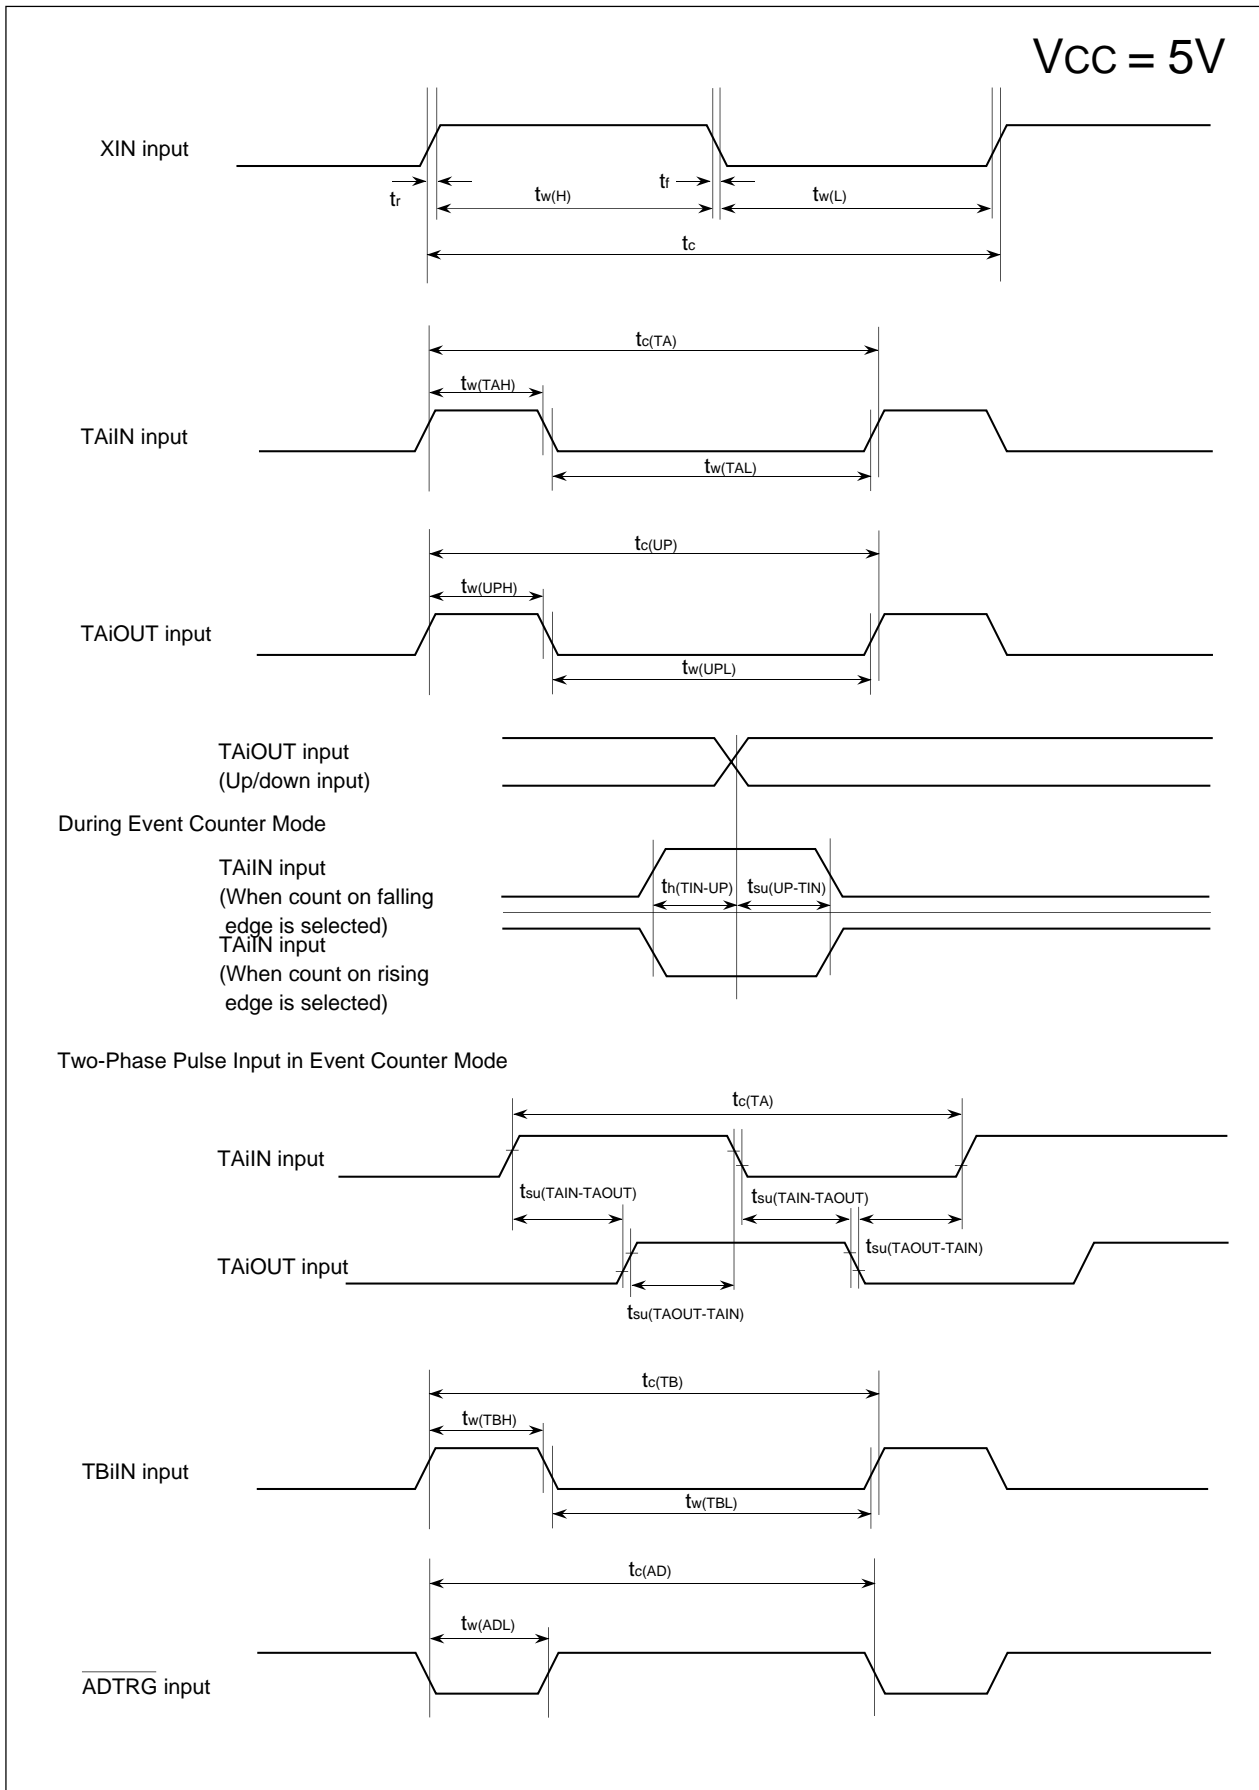 VCC = 5V
XIN input
tr
tw(H)
tf
tw(L)
tc
tc(TA)
tw(TAH)
TAiIN input
tw(TAL)
tc(UP)
tw(UPH)
TAiOUT input
tw(UPL)
TAiOUT input
(Up/down input)
During Event Counter Mode
TAiIN input
(When count on falling
edge is selected)
th(TIN-UP)
tsu(UP-TIN)
TAiIN input
(When count on rising
edge is selected)
Two-Phase Pulse Input in Event Counter Mode
tc(TA)
TAiIN input
tsu(TAIN-TAOUT)
tsu(TAIN-TAOUT)
tsu(TAOUT-TAIN)
TAiOUT input
tsu(TAOUT-TAIN)
tc(TB)
tw(TBH)
TBiIN input
tw(TBL)
tc(AD)
tw(ADL)
ADTRG input